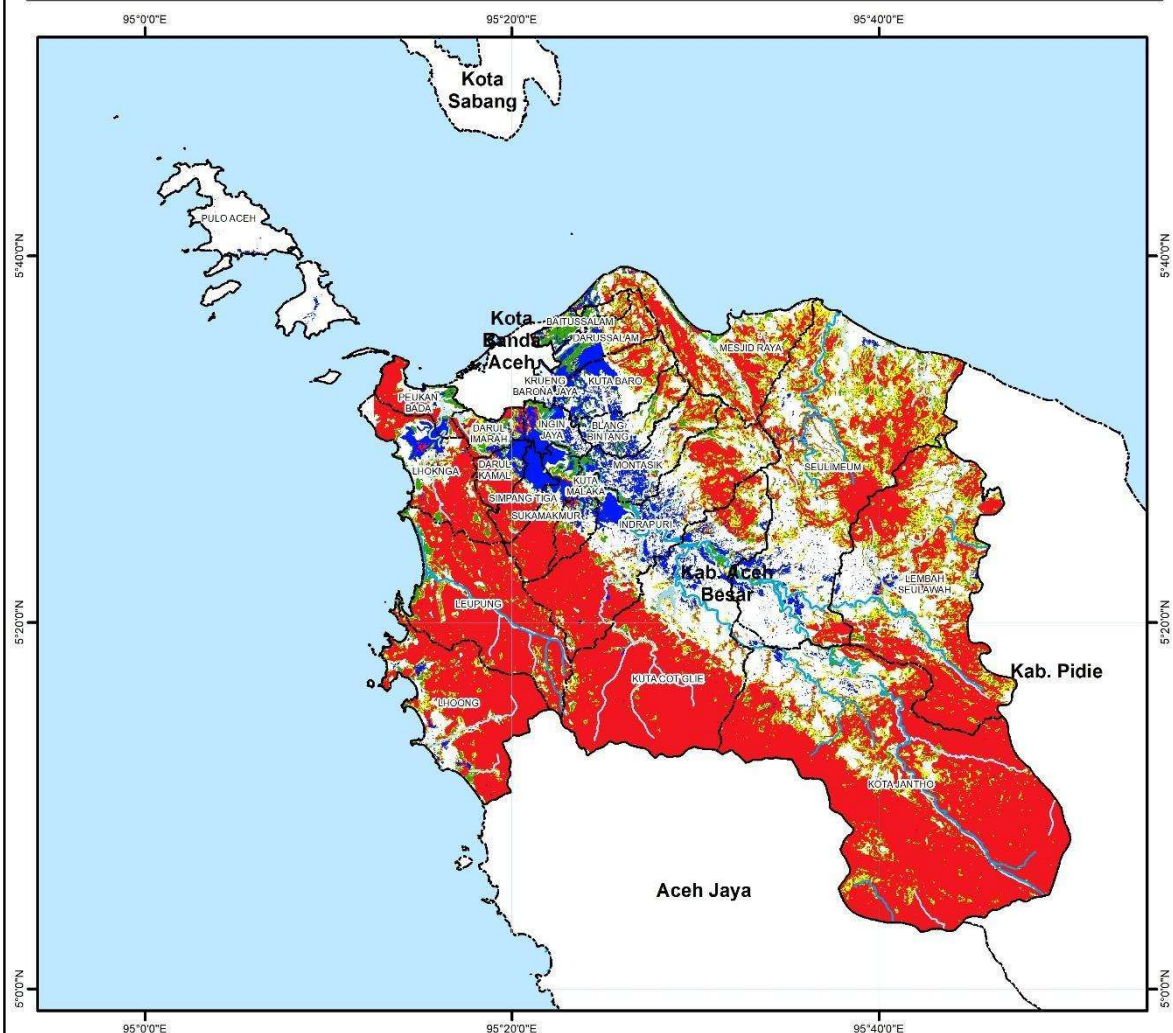 95°0'0"E 95°20'0"E 95°40'0"E
Kota
Sabang
PULO ACEH
5°40'0"N 5°40'0"N
Kota
Banda
Aceh
BAITUSSALAM
DARUSSALAM
MESJID RAYA
KRUENG
BARONA JAYA
KUTA BARO
PEUKAN
BADA
DARUL
IMARAH
INGIN
JAYA
BLANG
BINTANG
LHOKNGA
DARUL
KAMAL
MONTASIK
SEULIMEUM
KUTA
MALAKA
SIMPANG TIGA
SUKAMAKMUR
INDRAPURI
Kab. Aceh
Besar
LEMBAH
SEULAWAH
LEUPUNG
5°20'0"N 5°20'0"N
KUTA COT GLIE
Kab. Pidie
LHOONG
KOTA JANTHO
Aceh Jaya
5°0'0"N 5°0'0"N
95°0'0"E 95°20'0"E 95°40'0"E